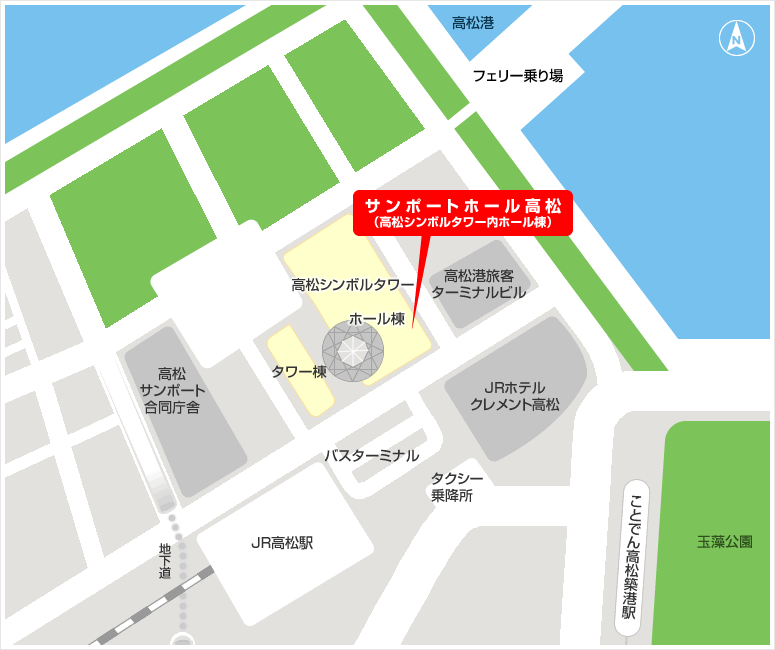 高松港
N
フェリー乗り場
サンポートホール高松
(高松シンボルタワー内ホール棟)
高松シンボルタワー
高松港旅客
ターミナルビル
ホール棟
タワー棟
高松
サンポート
合同庁舎
JRホテル
クレメント高松
バスターミナル
タクシー
乗降所
ことでん高松築港駅
JR高松駅
地下道
玉藻公園